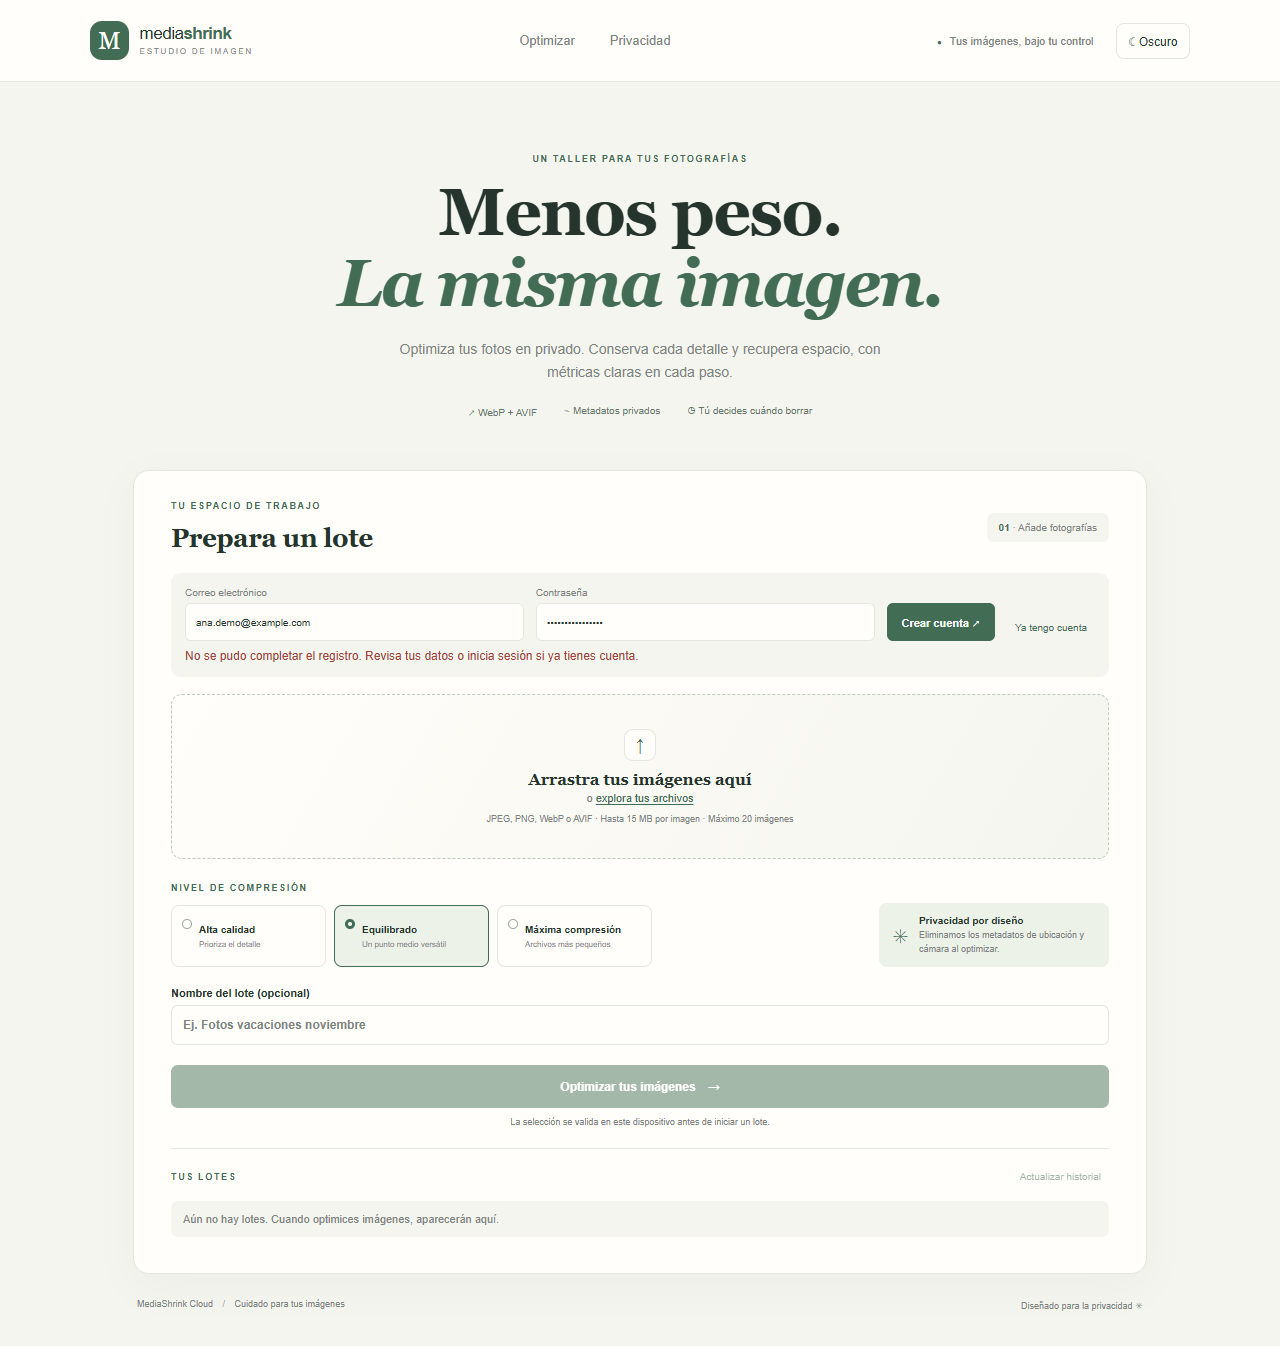 M
mediashrink
ESTUDIO DE IMAGEN
Optimizar
Privacidad
• Tus imágenes, bajo tu control
☾ Oscuro
UN TALLER PARA TUS FOTOGRAFÍAS
Menos peso.
La misma imagen.
Optimiza tus fotos en privado. Conserva cada detalle y recupera espacio, con
métricas claras en cada paso.
↗ WebP + AVIF
~ Metadatos privados
◷ Tú decides cuándo borrar
TU ESPACIO DE TRABAJO
Prepara un lote
01 · Añade fotografías
Correo electrónico
Contraseña
ana.demo@example.com
••••••••••••••••
Crear cuenta ↗
Ya tengo cuenta
No se pudo completar el registro. Revisa tus datos o inicia sesión si ya tienes cuenta.
↑
Arrastra tus imágenes aquí
o explora tus archivos
JPEG, PNG, WebP o AVIF · Hasta 15 MB por imagen · Máximo 20 imágenes
NIVEL DE COMPRESIÓN
Alta calidad
Prioriza el detalle
Equilibrado
Un punto medio versátil
Máxima compresión
Archivos más pequeños
✳
Privacidad por diseño
Eliminamos los metadatos de ubicación y
cámara al optimizar.
Nombre del lote (opcional)
Ej. Fotos vacaciones noviembre
Optimizar tus imágenes →
La selección se valida en este dispositivo antes de iniciar un lote.
TUS LOTES
Actualizar historial
Aún no hay lotes. Cuando optimices imágenes, aparecerán aquí.
MediaShrink Cloud / Cuidado para tus imágenes
Diseñado para la privacidad ✳